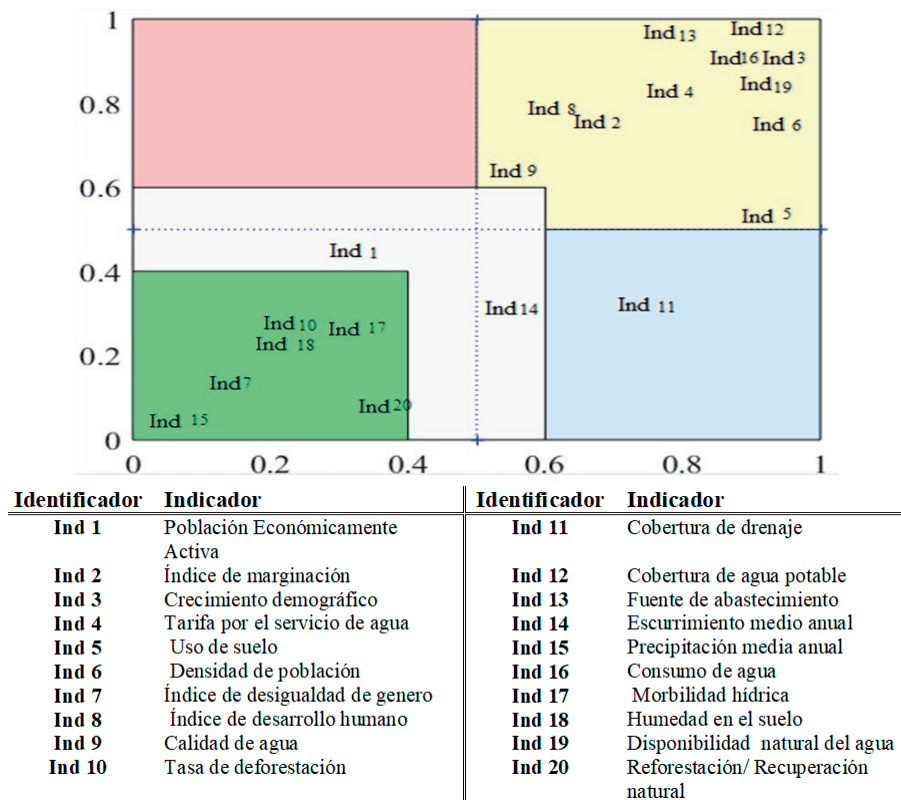 1
Ind 13 Ind 12
Ind16 Ind 3
Ind 4 Ind19
0.8
Ind 8
Ind 2 Ind 6
Ind 9
0.6
Ind 5
Ind 1
0.4
Ind 14 Ind 11
Ind 10 Ind 17
Ind 18
0.2
Ind7
Ind 20
Ind 15
0
0 0.2 0.4 0.6 0.8 1
Identificador Indicador Identificador Indicador
Ind 1 Población Económicamente Ind 11 Cobertura de drenaje
Activa
Ind 2 Índice de marginación Ind 12 Cobertura de agua potable
Ind 3 Crecimiento demográfico Ind 13 Fuente de abastecimiento
Ind 4 Tarifa por el servicio de agua Ind 14 Escurrimiento medio anual
Ind 5 Uso de suelo Ind 15 Precipitación media anual
Ind 6 Densidad de población Ind 16 Consumo de agua
Ind 7 Índice de desigualdad de genero Ind 17 Morbilidad hídrica
Ind 8 Índice de desarrollo humano Ind 18 Humedad en el suelo
Ind 9 Calidad de agua Ind 19 Disponibilidad natural del agua
Ind 10 Tasa de deforestación Ind 20 Reforestación/ Recuperación
natural